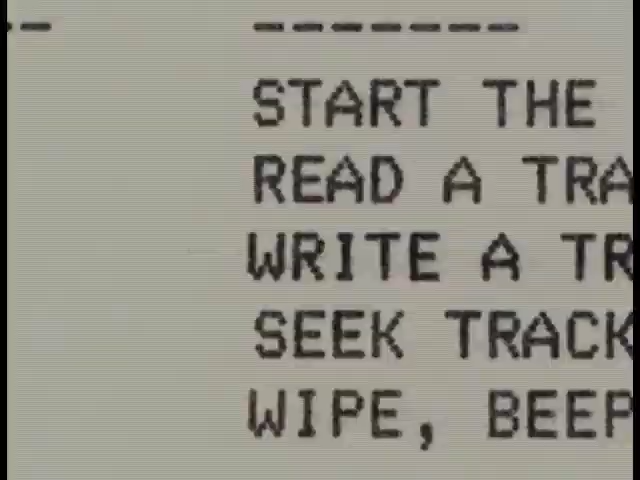 -- -------
START THE
READ A TRA
WRITE A TR
SEEK TRACK
WIPE, BEEP